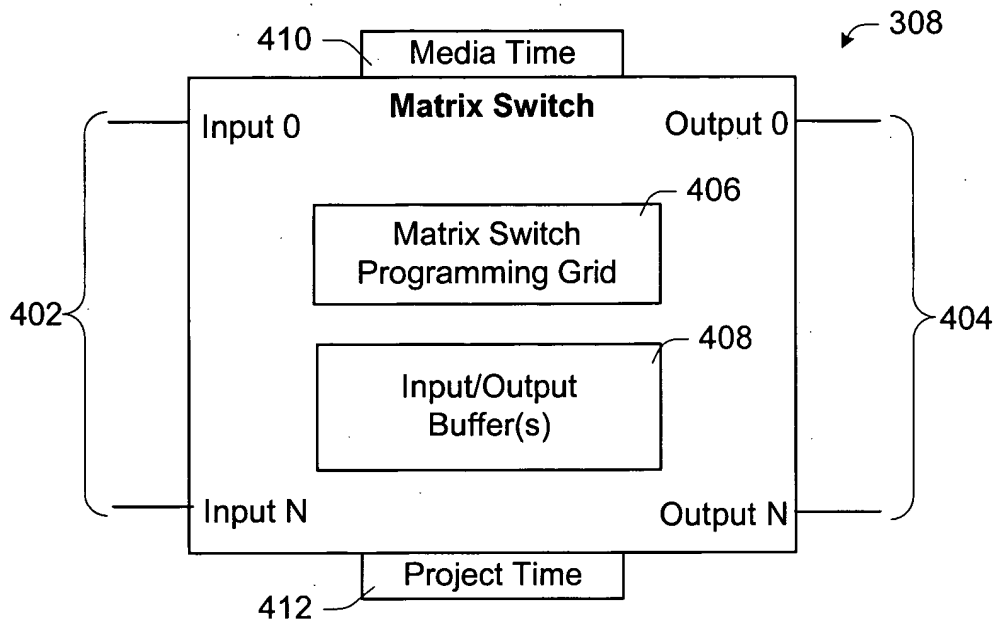 308
410
Media Time
Matrix Switch
Input 0
Output 0
406
Matrix Switch
Programming Grid
402
404
408
Input/Output
Buffer(s)
Input N
Output N
Project Time
412